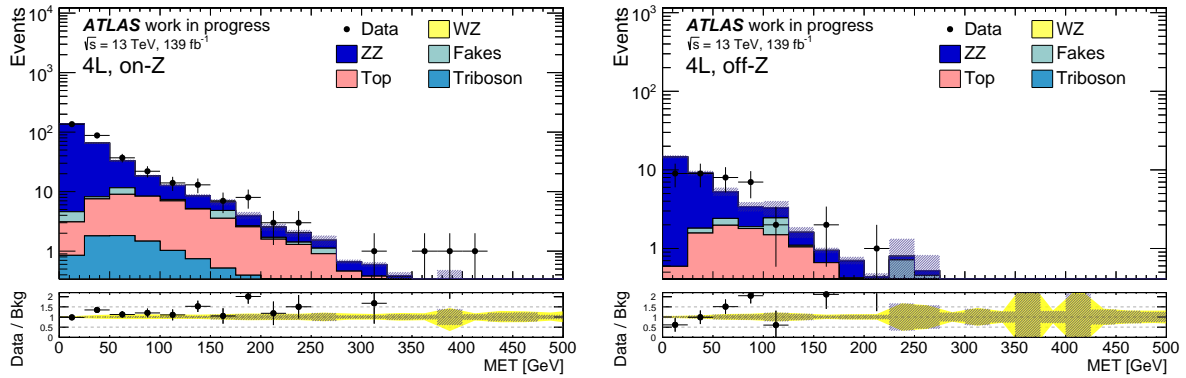 Events
10⁴
10³
10²
10
1
ATLAS work in progress
√s = 13 TeV, 139 fb⁻¹
4L, on-Z
Data
WZ
ZZ
Fakes
Top
Triboson
Data / Bkg
2
1.5
1
0.5
0
0 50 100 150 200 250 300 350 400 450 500
MET [GeV]
Events
10³
10²
10
1
ATLAS work in progress
√s = 13 TeV, 139 fb⁻¹
4L, off-Z
Data
WZ
ZZ
Fakes
Top
Triboson
Data / Bkg
2
1.5
1
0.5
0
0 50 100 150 200 250 300 350 400 450 500
MET [GeV]